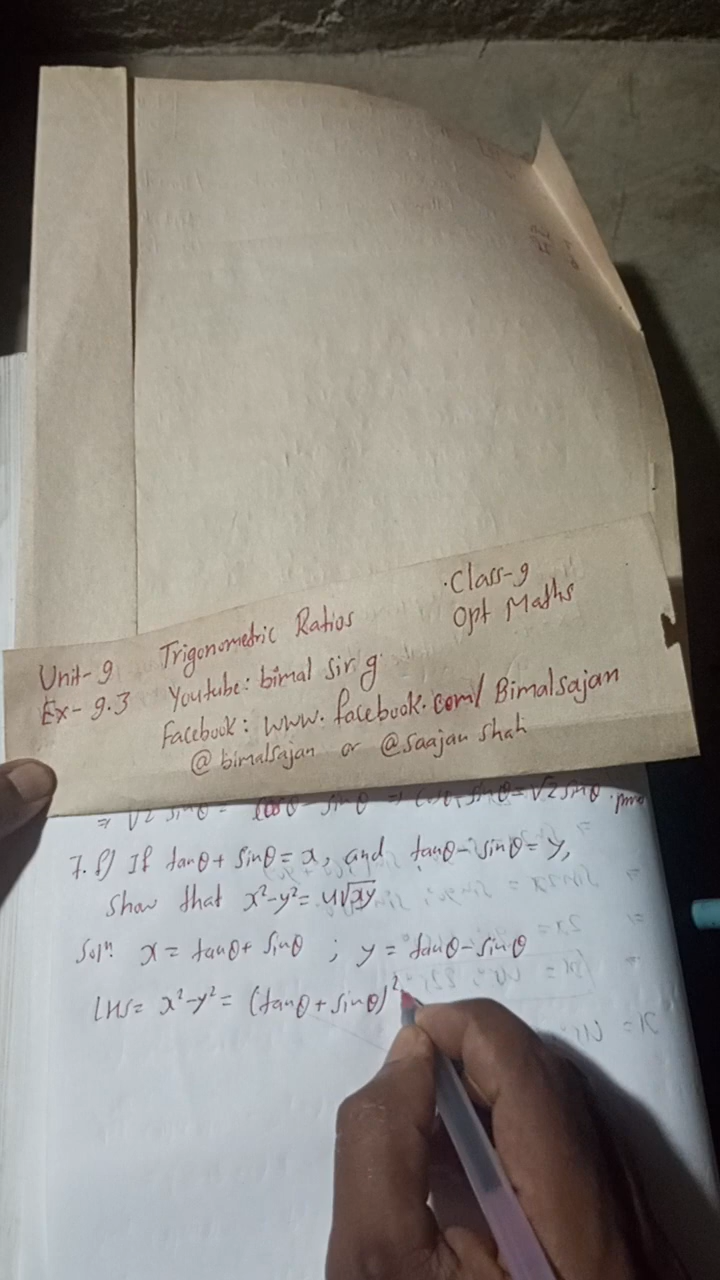 Unit-9 Trigonometric Ratios
·Class-9
Opt Maths
Ex-9.3 Youtube: bimal sir g
Facebook: www.facebook.com/Bimalsajan
@bimalsajan or @saajan shah
7. f) If tanθ + sinθ = x, and tanθ - sinθ = y,
show that x²-y² = 4√xy
Solⁿ x = tanθ + sinθ ; y = tanθ - sinθ
LHS = x²-y² = (tanθ + sinθ)²